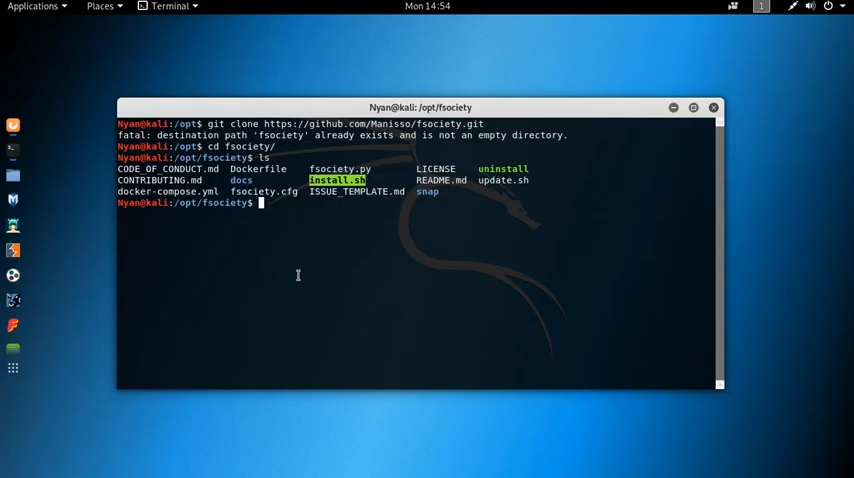 Applications Places Terminal Mon 14:54 1
Nyan@kali: /opt/fsociety
Nyan@kali:/opt$ git clone https://github.com/Manisso/fsociety.git
fatal: destination path 'fsociety' already exists and is not an empty directory.
Nyan@kali:/opt$ cd fsociety/
Nyan@kali:/opt/fsociety$ ls
CODE_OF_CONDUCT.md Dockerfile fsociety.py LICENSE uninstall
CONTRIBUTING.md docs install.sh README.md update.sh
docker-compose.yml fsociety.cfg ISSUE_TEMPLATE.md snap
Nyan@kali:/opt/fsociety$